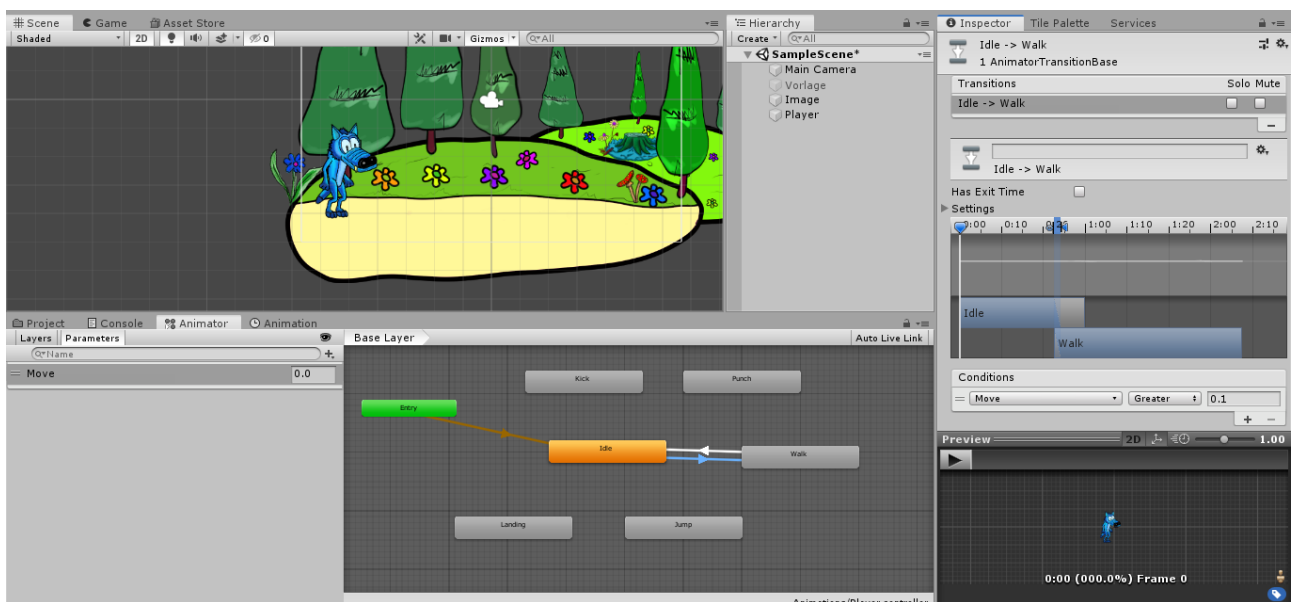 Scene Game Asset Store
Shaded 2D 0 Gizmos All
Hierarchy
Create All
SampleScene*
Main Camera
Vorlage
Image
Player
Inspector Tile Palette Services
Idle -> Walk
1 AnimatorTransitionBase
Transitions Solo Mute
Idle -> Walk
Idle -> Walk
Has Exit Time
Settings
0:10 1:00 1:10 1:20 2:00 2:10
Idle
Walk
Conditions
Move Greater 0.1
Preview 2D 1.00
0:00 (000.0%) Frame 0
Project Console Animator Animation
Layers Parameters Base Layer Auto Live Link
Name
Move 0.0
Kick Punch
Entry
Idle Walk
Landing Jump